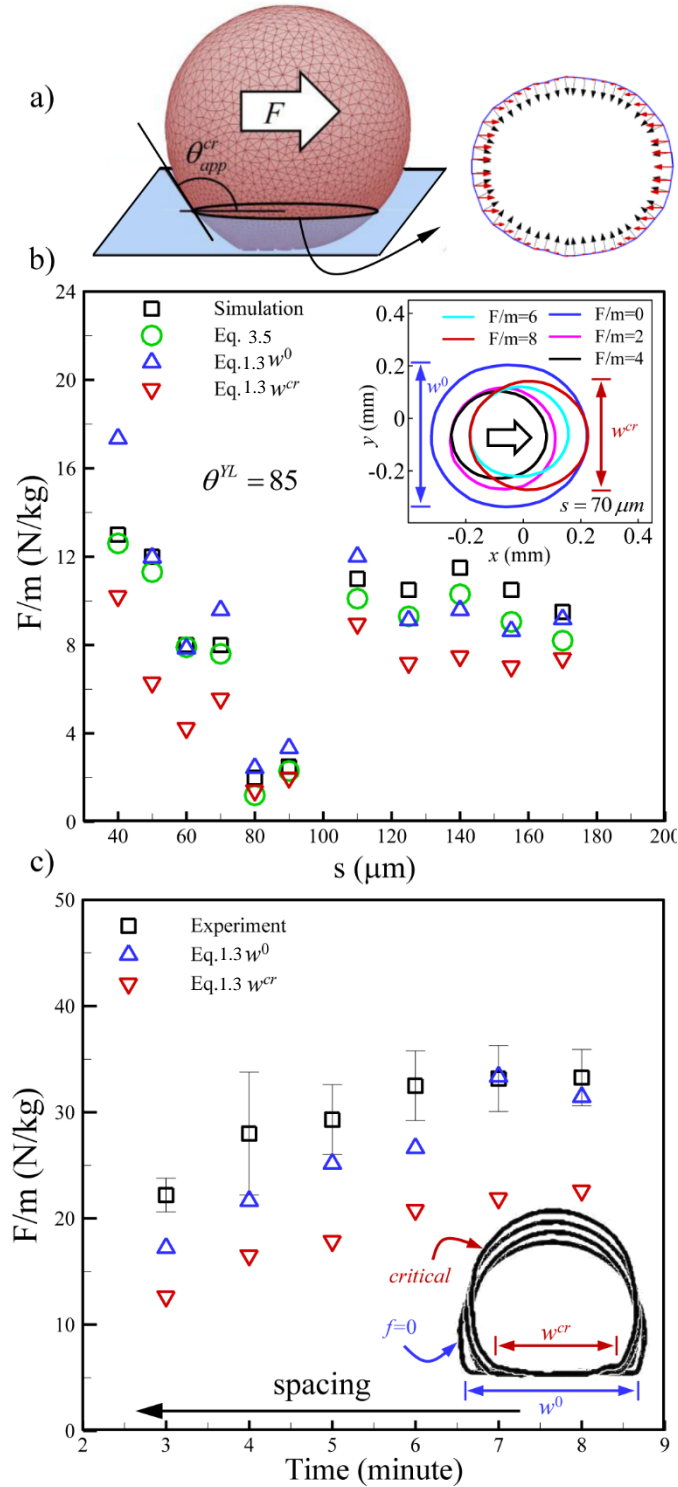 a)
F
θ_app^cr
b)
24
20
16
12
8
4
0
F/m (N/kg)
Simulation
Eq. 3.5
Eq.1.3 w^0
Eq.1.3 w^cr
θ^YL = 85
0.4
0.2
0
-0.2
y (mm)
F/m=6
F/m=8
F/m=0
F/m=2
F/m=4
w^0
w^cr
s = 70 μm
-0.2
0
0.2
0.4
x (mm)
40
60
80
100
120
140
160
180
200
s (μm)
c)
50
40
30
20
10
0
F/m (N/kg)
Experiment
Eq.1.3 w^0
Eq.1.3 w^cr
critical
f=0
w^cr
w^0
spacing
2
3
4
5
6
7
8
9
Time (minute)